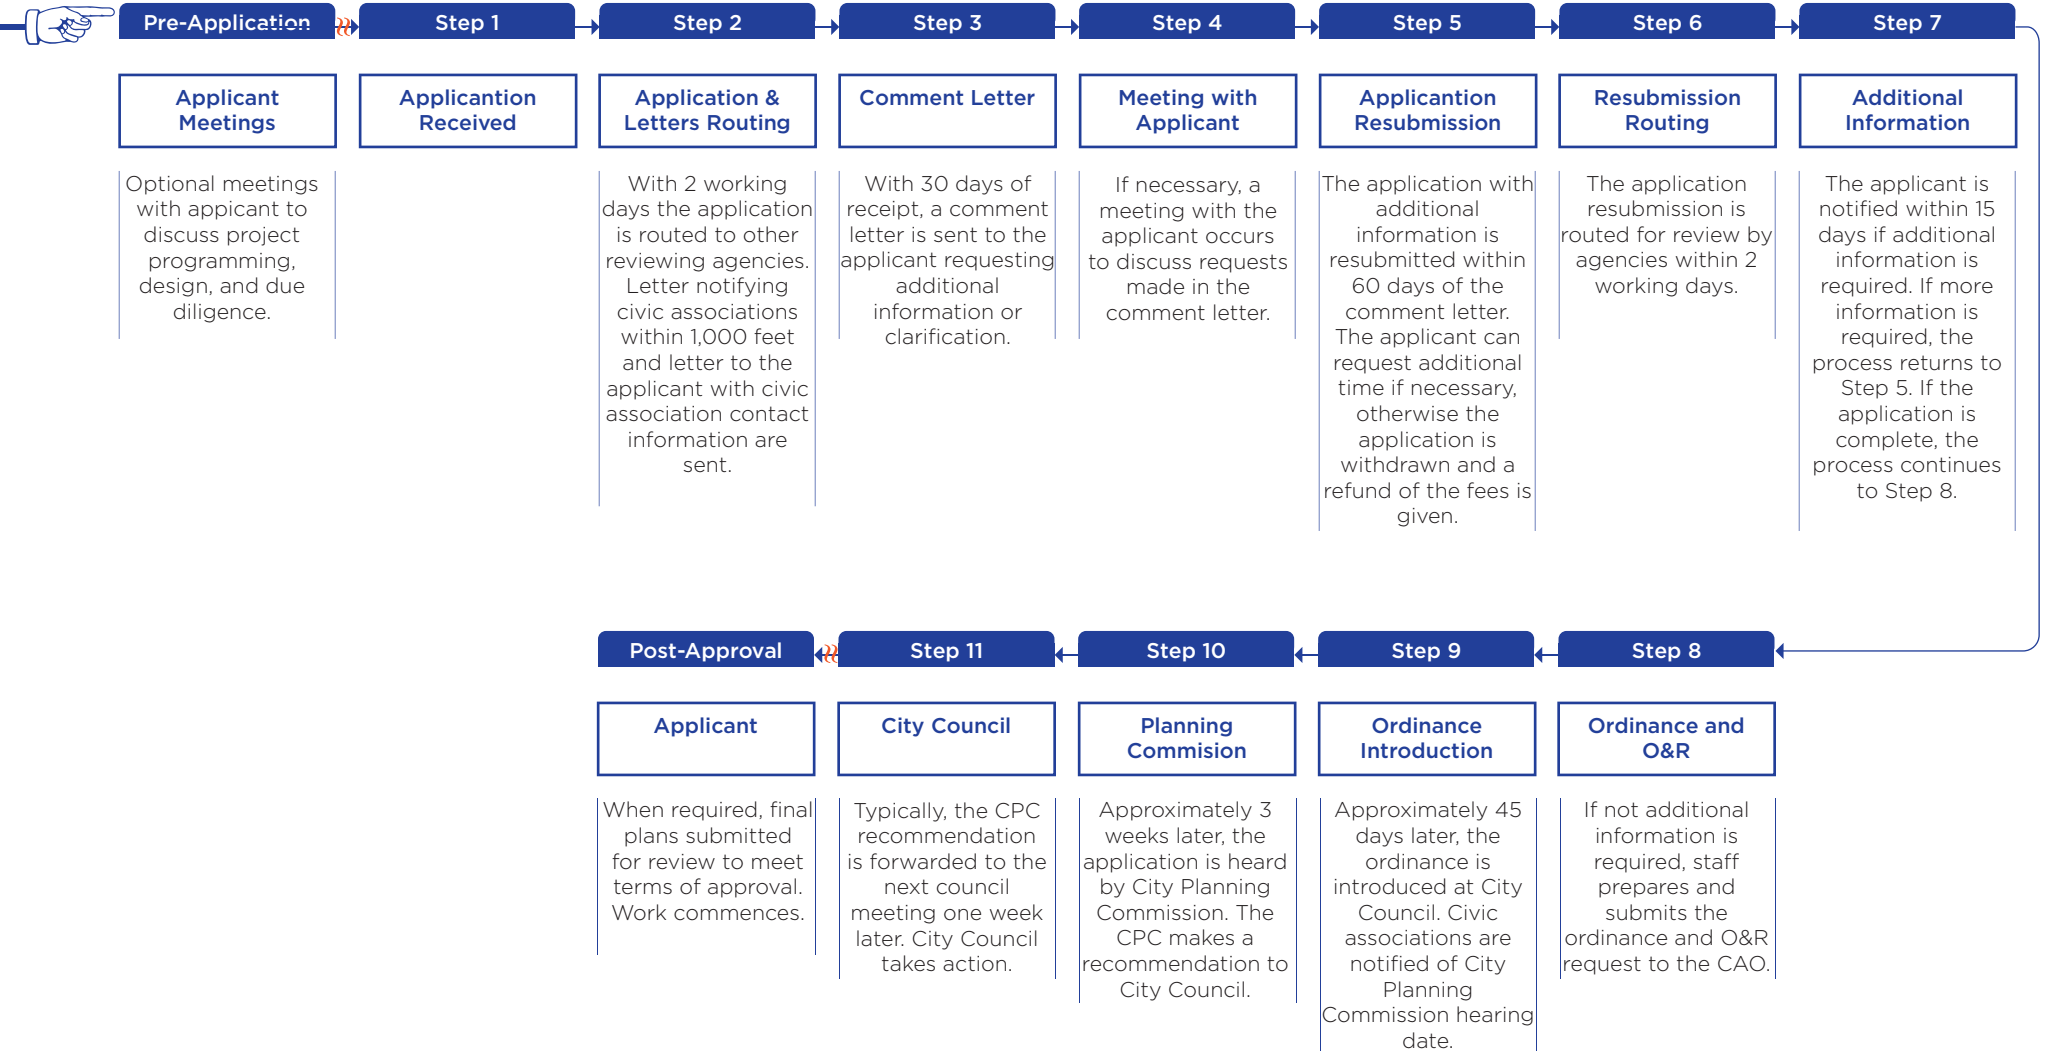 Pre-Application
Step 1
Step 2
Step 3
Step 4
Step 5
Step 6
Step 7
Applicant
Meetings
Applicantion
Received
Application &
Letters Routing
Comment Letter
Meeting with
Applicant
Applicantion
Resubmission
Resubmission
Routing
Additional
Information
Optional meetings
with appicant to
discuss project
programming,
design, and due
diligence.
With 2 working
days the application
is routed to other
reviewing agencies.
Letter notifying
civic associations
within 1,000 feet
and letter to the
applicant with civic
association contact
information are
sent.
With 30 days of
receipt, a comment
letter is sent to the
applicant requesting
additional
information or
clarification.
If necessary, a
meeting with the
applicant occurs
to discuss requests
made in the
comment letter.
The application with
additional
information is
resubmitted within
60 days of the
comment letter.
The applicant can
request additional
time if necessary,
otherwise the
application is
withdrawn and a
refund of the fees is
given.
The application
resubmission is
routed for review by
agencies within 2
working days.
The applicant is
notified within 15
days if additional
information is
required. If more
information is
required, the
process returns to
Step 5. If the
application is
complete, the
process continues
to Step 8.
Post-Approval
Step 11
Step 10
Step 9
Step 8
Applicant
City Council
Planning
Commision
Ordinance
Introduction
Ordinance and
O&R
When required, final
plans submitted
for review to meet
terms of approval.
Work commences.
Typically, the CPC
recommendation
is forwarded to the
next council
meeting one week
later. City Council
takes action.
Approximately 3
weeks later, the
application is heard
by City Planning
Commission. The
CPC makes a
recommendation to
City Council.
Approximately 45
days later, the
ordinance is
introduced at City
Council. Civic
associations are
notified of City
Planning
Commission hearing
date.
If not additional
information is
required, staff
prepares and
submits the
ordinance and O&R
request to the CAO.